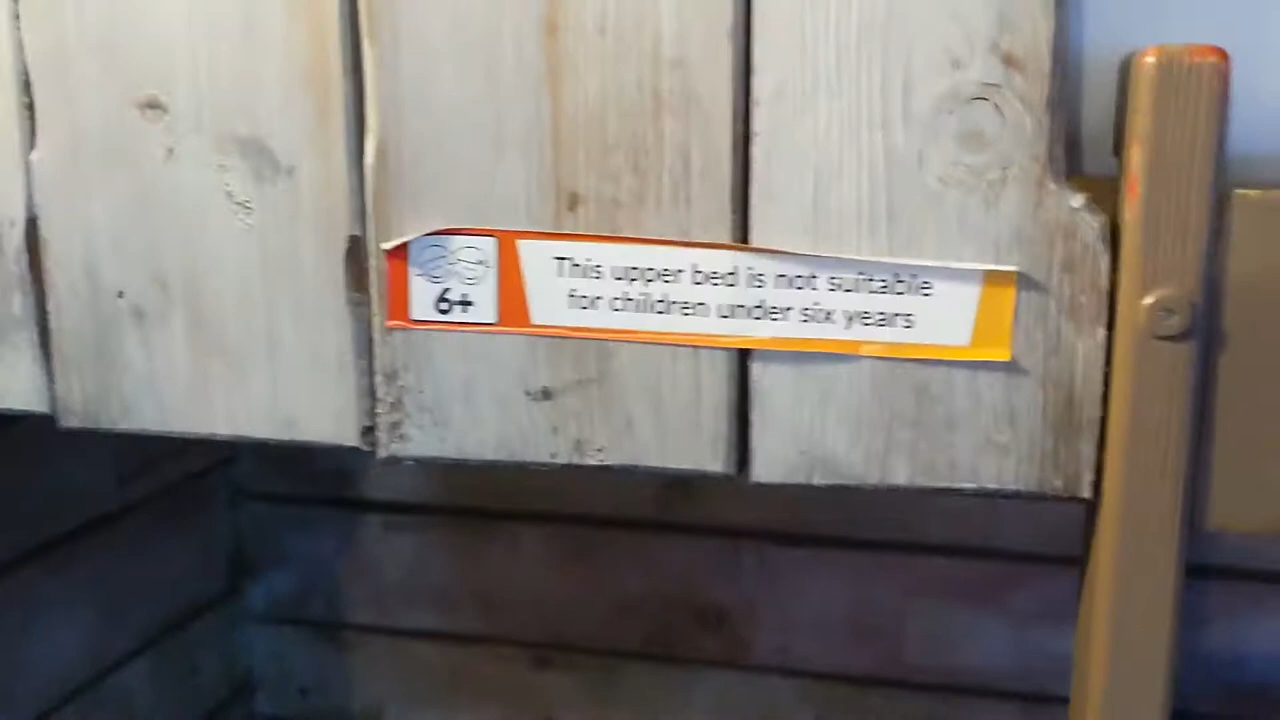 6+
This upper bed is not suitable
for children under six years